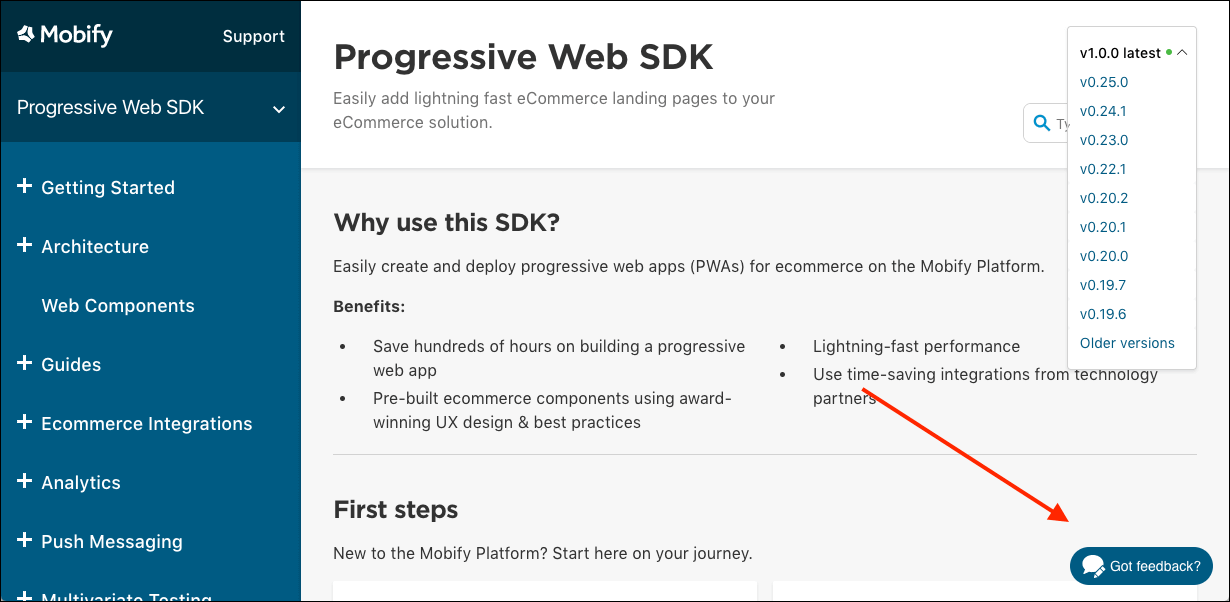 Mobify
Support
Progressive Web SDK
Getting Started
Architecture
Web Components
Guides
Ecommerce Integrations
Analytics
Push Messaging
Multivariate Testing
Progressive Web SDK
Easily add lightning fast eCommerce landing pages to your
eCommerce solution.
v1.0.0 latest
v0.25.0
v0.24.1
v0.23.0
v0.22.1
v0.20.2
v0.20.1
v0.20.0
v0.19.7
v0.19.6
Older versions
Why use this SDK?
Easily create and deploy progressive web apps (PWAs) for ecommerce on the Mobify Platform.
Benefits:
• Save hundreds of hours on building a progressive
web app
• Pre-built ecommerce components using award-
winning UX design & best practices
• Lightning-fast performance
• Use time-saving integrations from technology
partners
First steps
New to the Mobify Platform? Start here on your journey.
Got feedback?